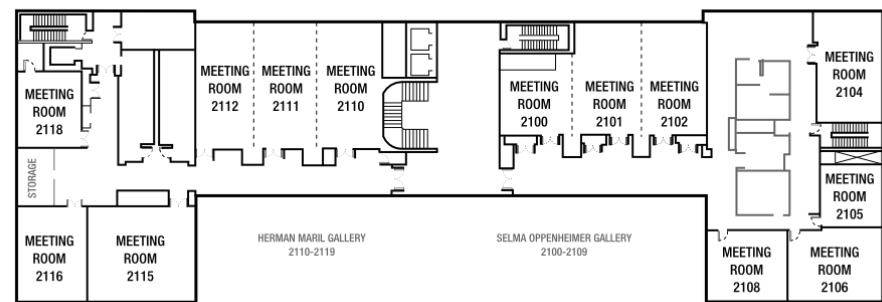 MEETING
ROOM
2112
MEETING
ROOM
2111
MEETING
ROOM
2110
MEETING
ROOM
2100
MEETING
ROOM
2101
MEETING
ROOM
2102
MEETING
ROOM
2104
MEETING
ROOM
2118
STORAGE
MEETING
ROOM
2105
MEETING
ROOM
2116
MEETING
ROOM
2115
HERMAN MARIL GALLERY
2110-2119
SELMA OPPENHEIMER GALLERY
2100-2109
MEETING
ROOM
2108
MEETING
ROOM
2106